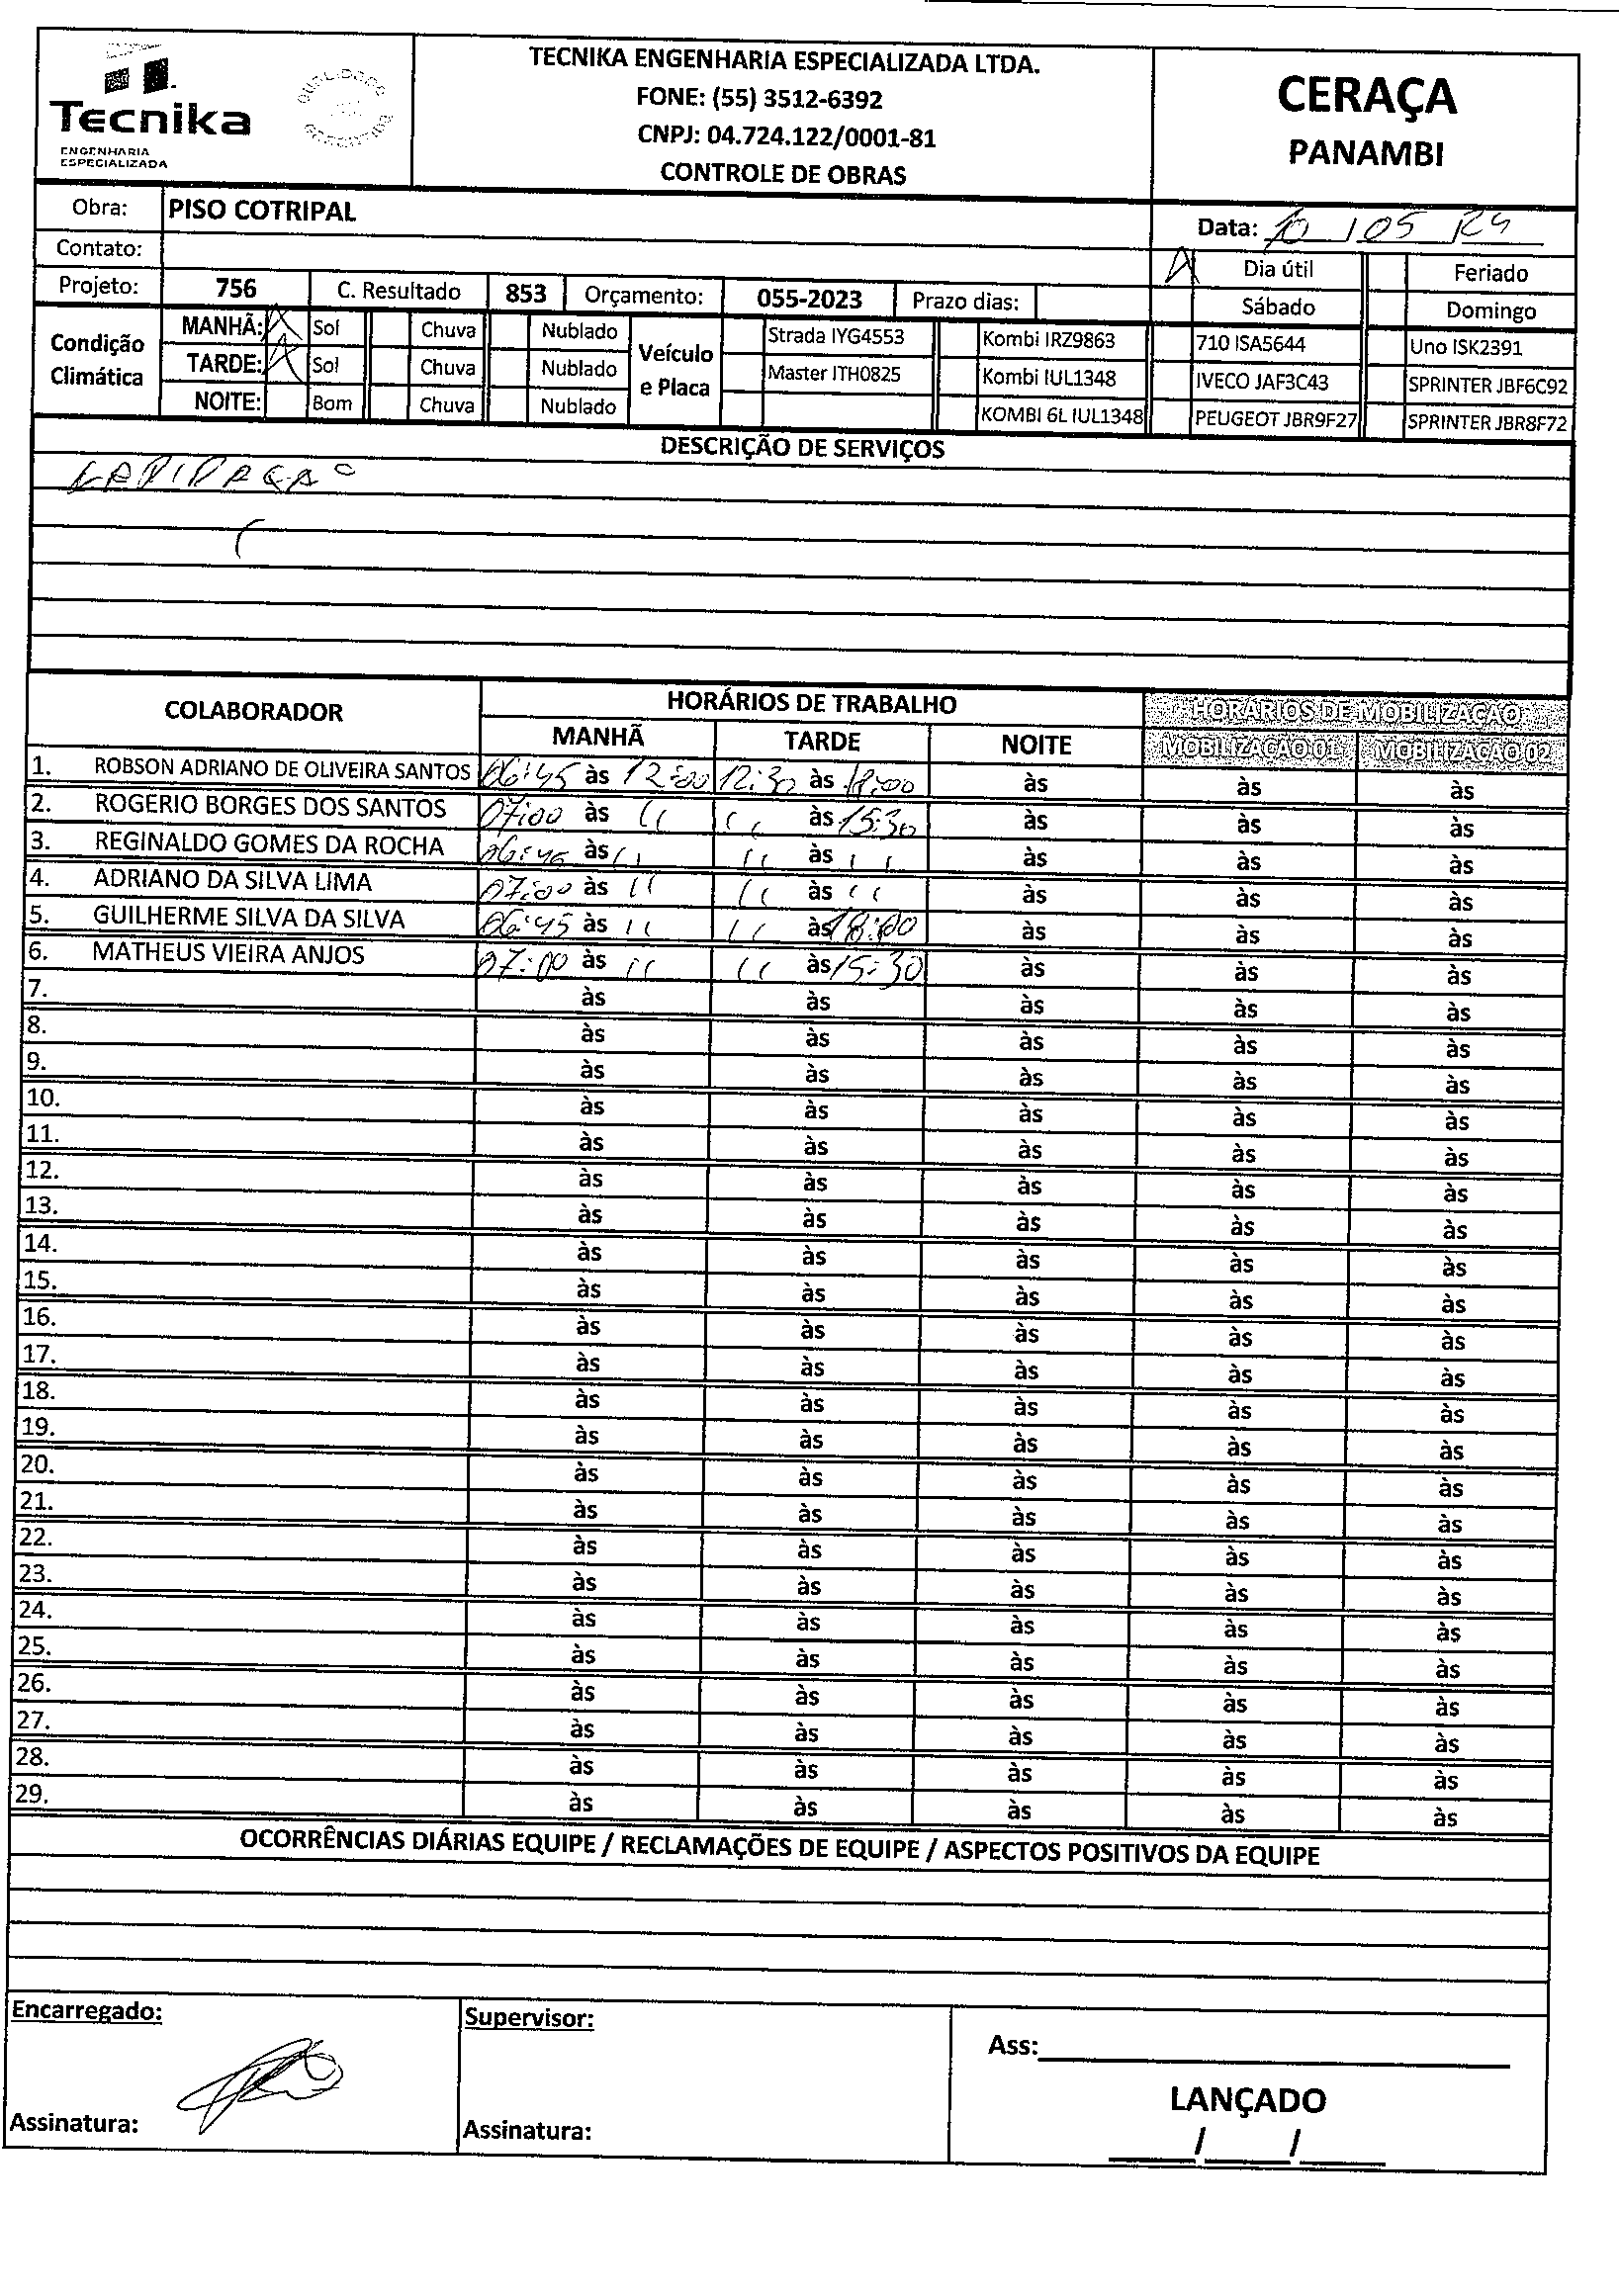 Tecnika
ENGENHARIA
ESPECIALIZADA
TECNIKA ENGENHARIA ESPECIALIZADA LTDA.
FONE: (55) 3512-6392
CNPJ: 04.724.122/0001-81
CONTROLE DE OBRAS
CERAÇA
PANAMBI
Obra: PISO COTRIPAL
Data: 10/05/24
Contato:
Dia útil Feriado
Projeto: 756 C. Resultado 853 Orçamento: 055-2023 Prazo dias:
Sábado Domingo
Condição Climática
MANHÃ: Sol Chuva Nublado
TARDE: Sol Chuva Nublado
NOITE: Bom Chuva Nublado
Veículo e Placa
Strada IYG4553 Kombi IRZ9863 710 ISA5644 Uno ISK2391
Master ITH0825 Kombi IUL1348 IVECO JAF3C43 SPRINTER JBF6C92
KOMBI 6L IUL1348 PEUGEOT JBR9F27 SPRINTER JBR8F72
DESCRIÇÃO DE SERVIÇOS
COLABORADOR HORÁRIOS DE TRABALHO HORÁRIOS DE MOBILIZAÇÃO
MANHÃ TARDE NOITE MOBILIZAÇÃO 01 MOBILIZAÇÃO 02
1. ROBSON ADRIANO DE OLIVEIRA SANTOS 06:45 às 12:00 12:30 às 18:00 às às às
2. ROGERIO BORGES DOS SANTOS 07:00 às " " às 15:30 às às às
3. REGINALDO GOMES DA ROCHA 06:45 às " " às " às às às
4. ADRIANO DA SILVA LIMA 07:00 às " " às " às às às
5. GUILHERME SILVA DA SILVA 06:45 às " " às 18:00 às às às
6. MATHEUS VIEIRA ANJOS 07:00 às " " às 15:30 às às às
7. às às às às às
8. às às às às às
9. às às às às às
10. às às às às às
11. às às às às às
12. às às às às às
13. às às às às às
14. às às às às às
15. às às às às às
16. às às às às às
17. às às às às às
18. às às às às às
19. às às às às às
20. às às às às às
21. às às às às às
22. às às às às às
23. às às às às às
24. às às às às às
25. às às às às às
26. às às às às às
27. às às às às às
28. às às às às às
29. às às às às às
OCORRÊNCIAS DIÁRIAS EQUIPE / RECLAMAÇÕES DE EQUIPE / ASPECTOS POSITIVOS DA EQUIPE
Encarregado:
Supervisor:
Ass:
LANÇADO
Assinatura:
Assinatura:
/ /